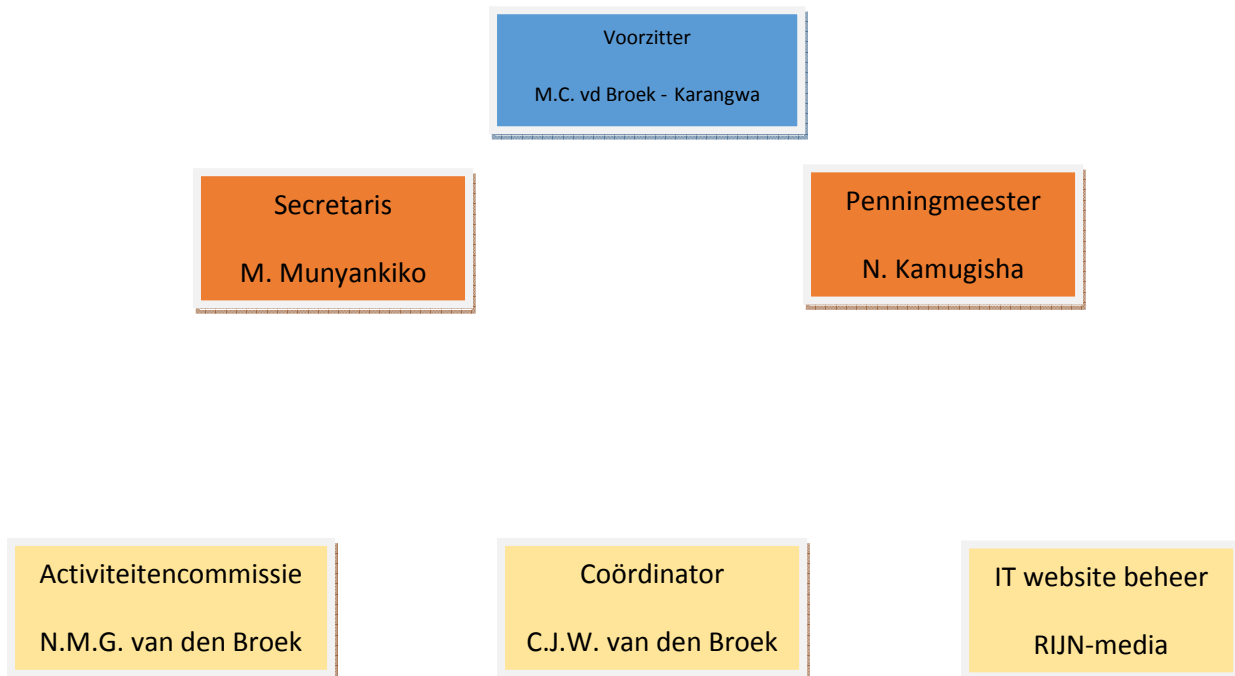 Voorzitter
M.C. vd Broek - Karangwa
Secretaris
M. Munyankiko
Penningmeester
N. Kamugisha
Activiteitencommissie
N.M.G. van den Broek
Coördinator
C.J.W. van den Broek
IT website beheer
RIJN-media